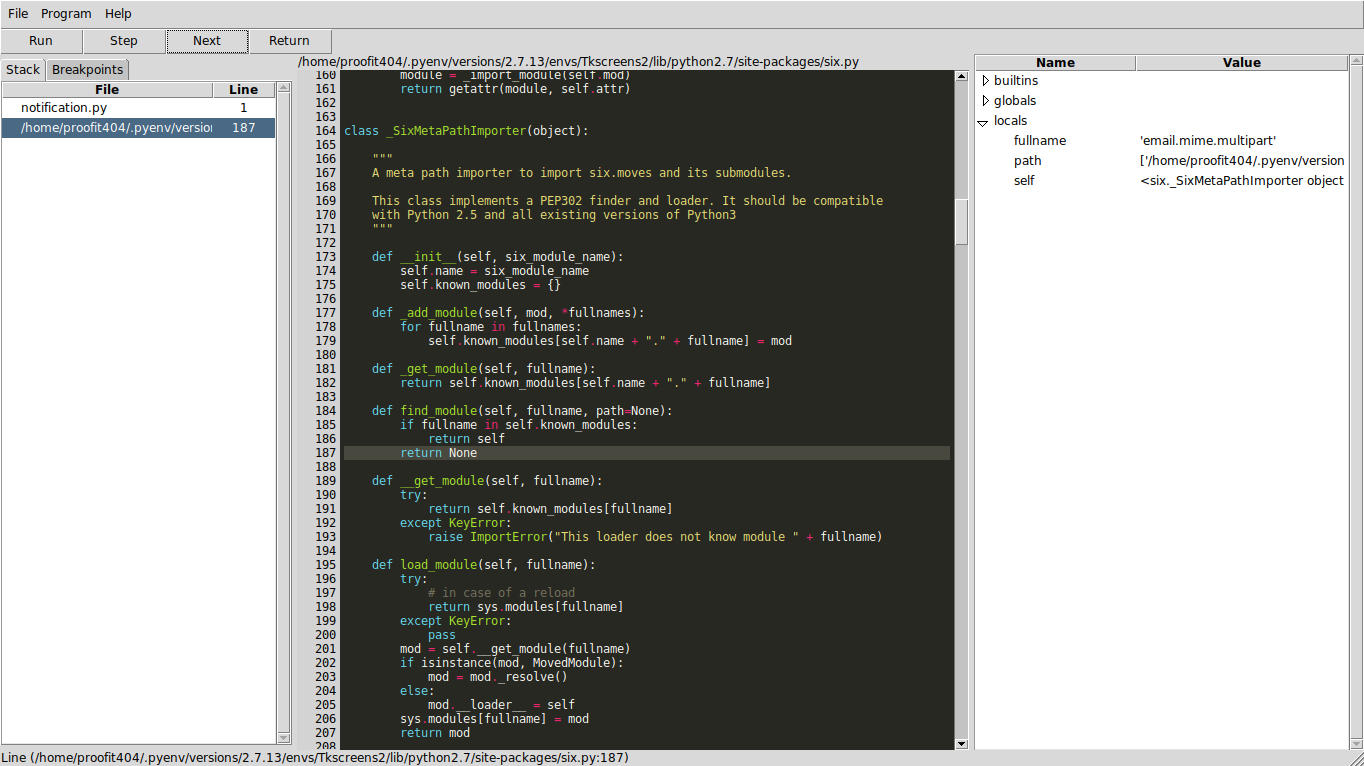 File Program Help
Run Step Next Return
Stack Breakpoints
File Line
notification.py 1
/home/proofit404/.pyenv/version 187
/home/proofit404/.pyenv/versions/2.7.13/envs/Tkscreens2/lib/python2.7/site-packages/six.py
160 module = _import_module(self.mod)
161 return getattr(module, self.attr)
162
163
164 class _SixMetaPathImporter(object):
165
166 """
167 A meta path importer to import six.moves and its submodules.
168
169 This class implements a PEP302 finder and loader. It should be compatible
170 with Python 2.5 and all existing versions of Python3
171 """
172
173 def __init__(self, six_module_name):
174 self.name = six_module_name
175 self.known_modules = {}
176
177 def _add_module(self, mod, *fullnames):
178 for fullname in fullnames:
179 self.known_modules[self.name + "." + fullname] = mod
180
181 def _get_module(self, fullname):
182 return self.known_modules[self.name + "." + fullname]
183
184 def find_module(self, fullname, path=None):
185 if fullname in self.known_modules:
186 return self
187 return None
188
189 def __get_module(self, fullname):
190 try:
191 return self.known_modules[fullname]
192 except KeyError:
193 raise ImportError("This loader does not know module " + fullname)
194
195 def load_module(self, fullname):
196 try:
197 # in case of a reload
198 return sys.modules[fullname]
199 except KeyError:
200 pass
201 mod = self.__get_module(fullname)
202 if isinstance(mod, MovedModule):
203 mod = mod._resolve()
204 else:
205 mod.__loader__ = self
206 sys.modules[fullname] = mod
207 return mod
208
Name Value
builtins
globals
locals
fullname 'email.mime.multipart'
path ['/home/proofit404/.pyenv/version
self <six._SixMetaPathImporter object
Line (/home/proofit404/.pyenv/versions/2.7.13/envs/Tkscreens2/lib/python2.7/site-packages/six.py:187)